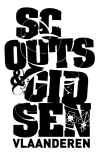 SC
OUTS
& GID
SEN
VLAANDEREN